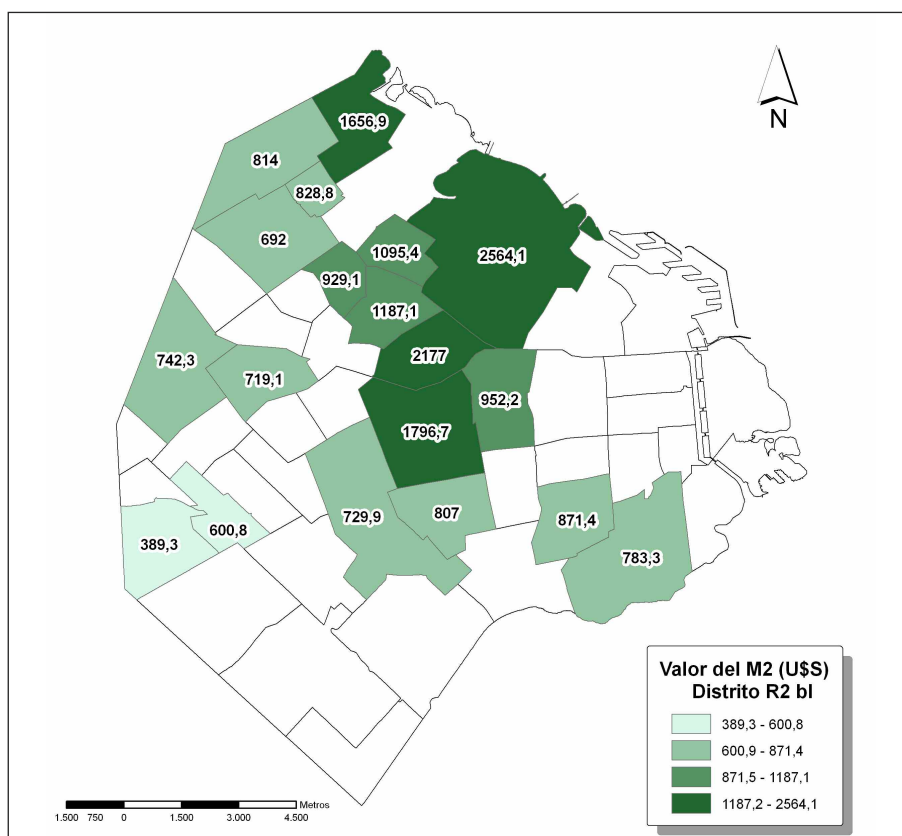 1656,9
N
814
828,8
692
1095,4
2564,1
929,1
1187,1
742,3
2177
719,1
952,2
1796,7
729,9
807
871,4
389,3
600,8
783,3
Valor del M2 (U$S)
Distrito R2 bI
389,3 - 600,8
600,9 - 871,4
871,5 - 1187,1
1187,2 - 2564,1
Metros
1.500 750 0 1.500 3.000 4.500